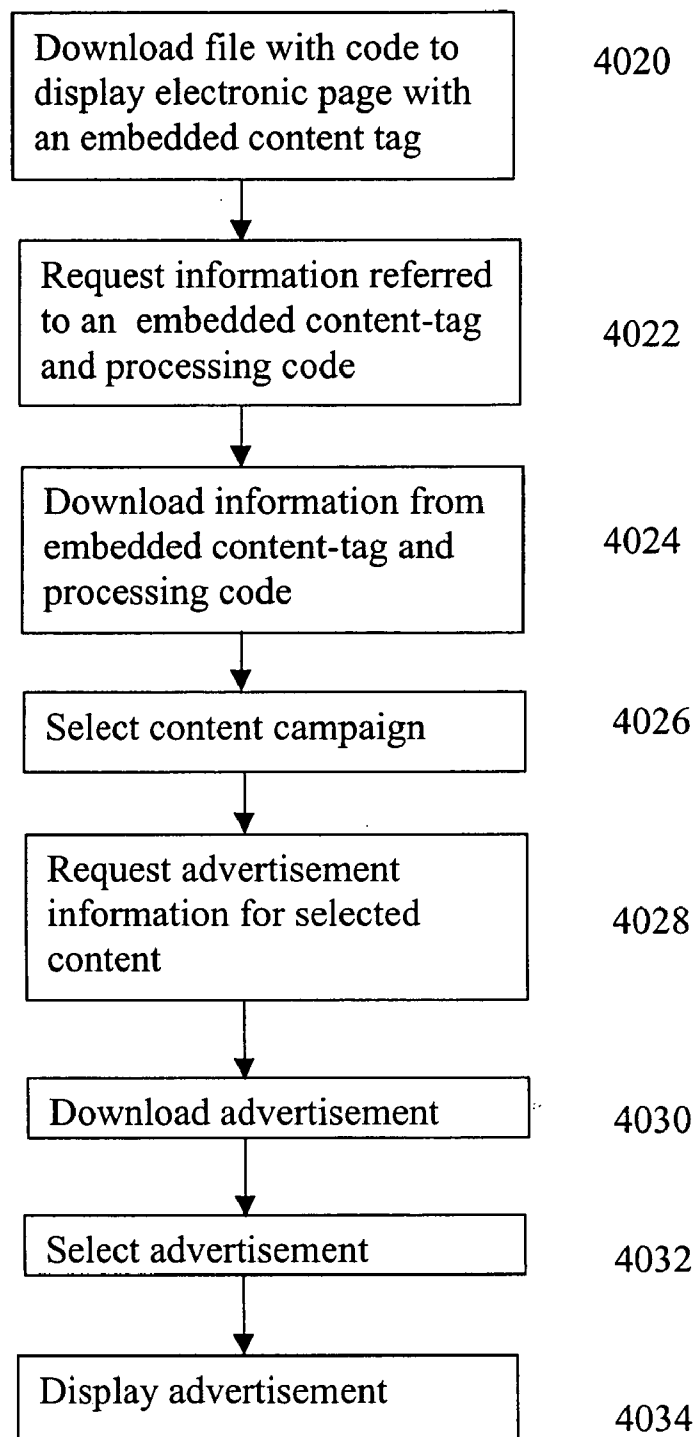 Download file with code to
display electronic page with
an embedded content tag
4020
Request information referred
to an embedded content-tag
and processing code
4022
Download information from
embedded content-tag and
processing code
4024
Select content campaign
4026
Request advertisement
information for selected
content
4028
Download advertisement
4030
Select advertisement
4032
Display advertisement
4034